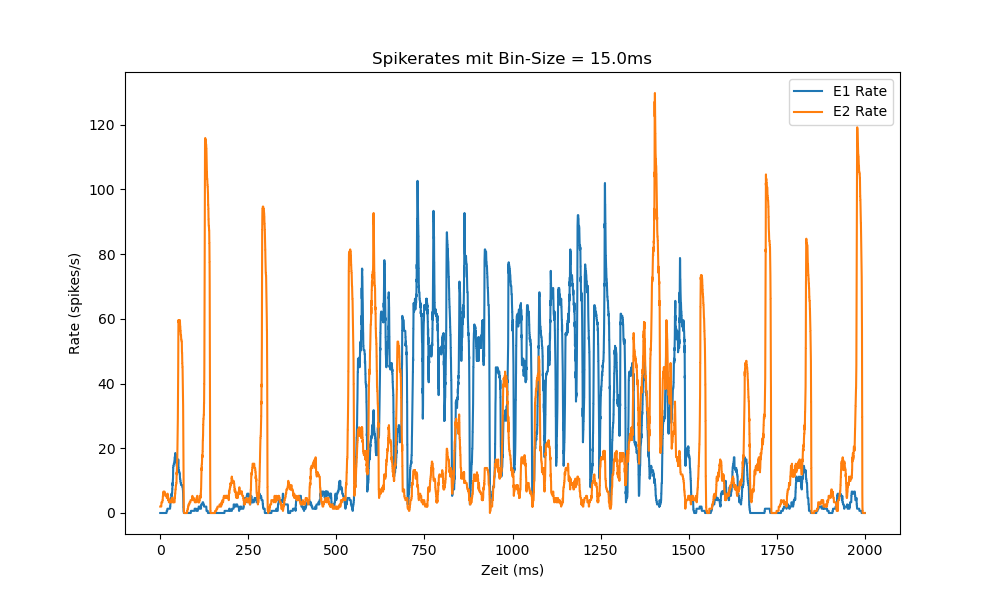 Spikerates mit Bin-Size = 15.0ms
E1 Rate
E2 Rate
120
100
80
60
40
20
0
Rate (spikes/s)
0 250 500 750 1000 1250 1500 1750 2000
Zeit (ms)